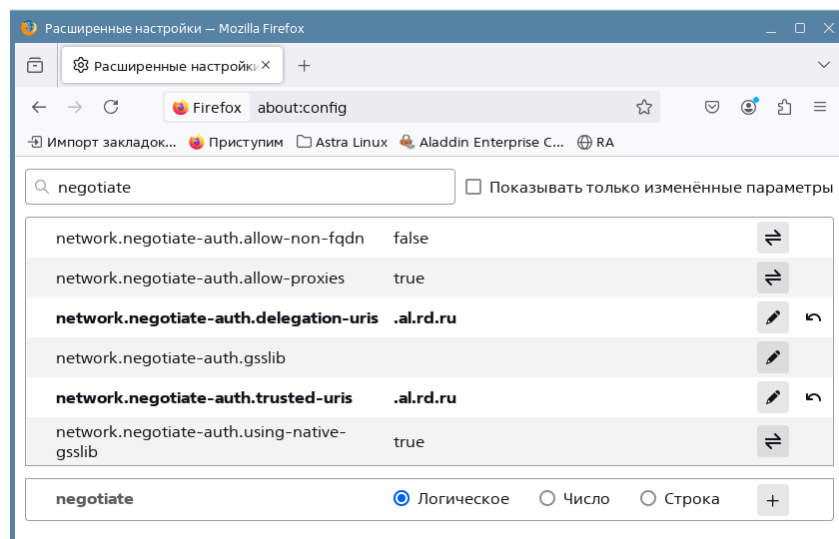 Расширенные настройки — Mozilla Firefox
Расширенные настройки
Firefox about:config
Импорт закладок... Приступим Astra Linux Aladdin Enterprise C... RA
negotiate Показывать только изменённые параметры
network.negotiate-auth.allow-non-fqdn false
network.negotiate-auth.allow-proxies true
network.negotiate-auth.delegation-uris .al.rd.ru
network.negotiate-auth.gsslib
network.negotiate-auth.trusted-uris .al.rd.ru
network.negotiate-auth.using-native-
gsslib true
negotiate Логическое Число Строка